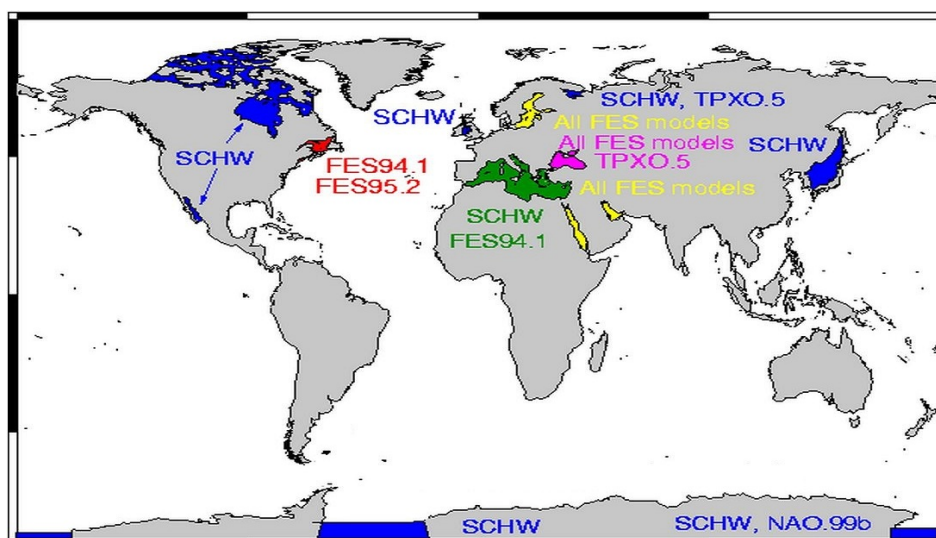 SCHW, TPXO.5
SCHW
All FES models
All FES models
SCHW
SCHW
TPXO.5
FES94.1
FES95.2
All FES models
SCHW
FES94.1
SCHW
SCHW, NAO.99b